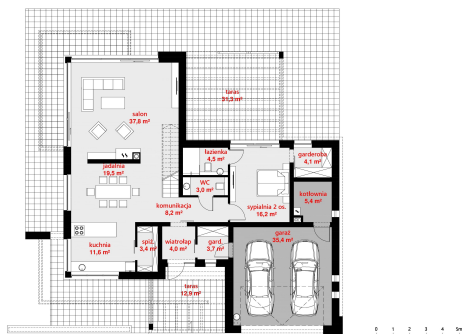 taras
51,3 m²
salon
37,8 m²
łazienka
4,5 m²
garderoba
4,1 m²
jadalnia
19,5 m²
WC
3,0 m²
kotłownia
5,4 m²
komunikacja
8,2 m²
sypialnia 2 os.
16,2 m²
garaż
35,4 m²
kuchnia
11,6 m²
spiż.
3,4 m²
wiatrołap
4,0 m²
gard.
3,7 m²
taras
12,9 m²
0 1 2 3 4 5m